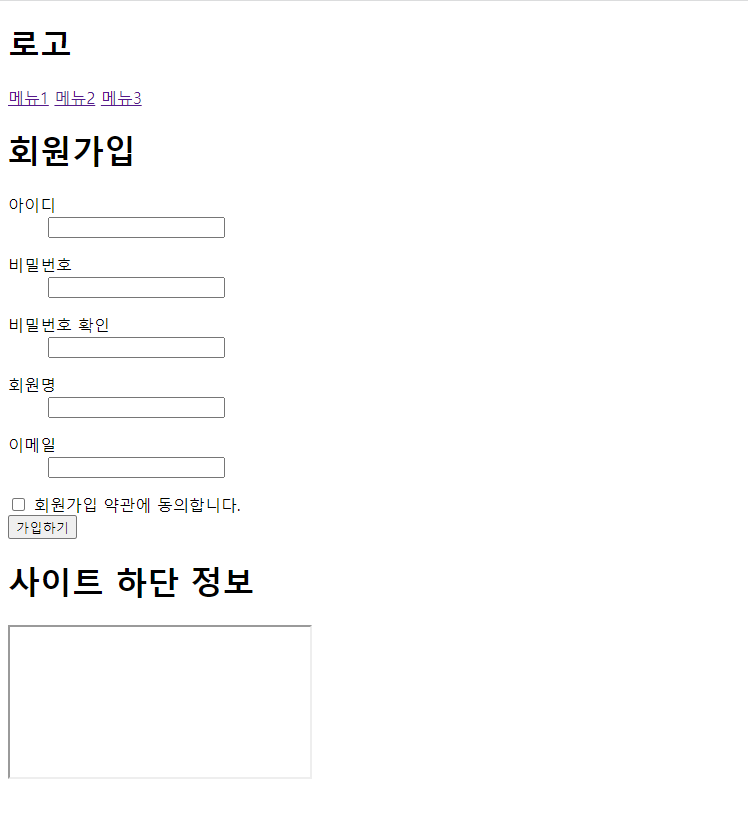 로고
메뉴1 메뉴2 메뉴3
회원가입
아이디
비밀번호
비밀번호 확인
회원명
이메일
회원가입 약관에 동의합니다.
가입하기
사이트 하단 정보